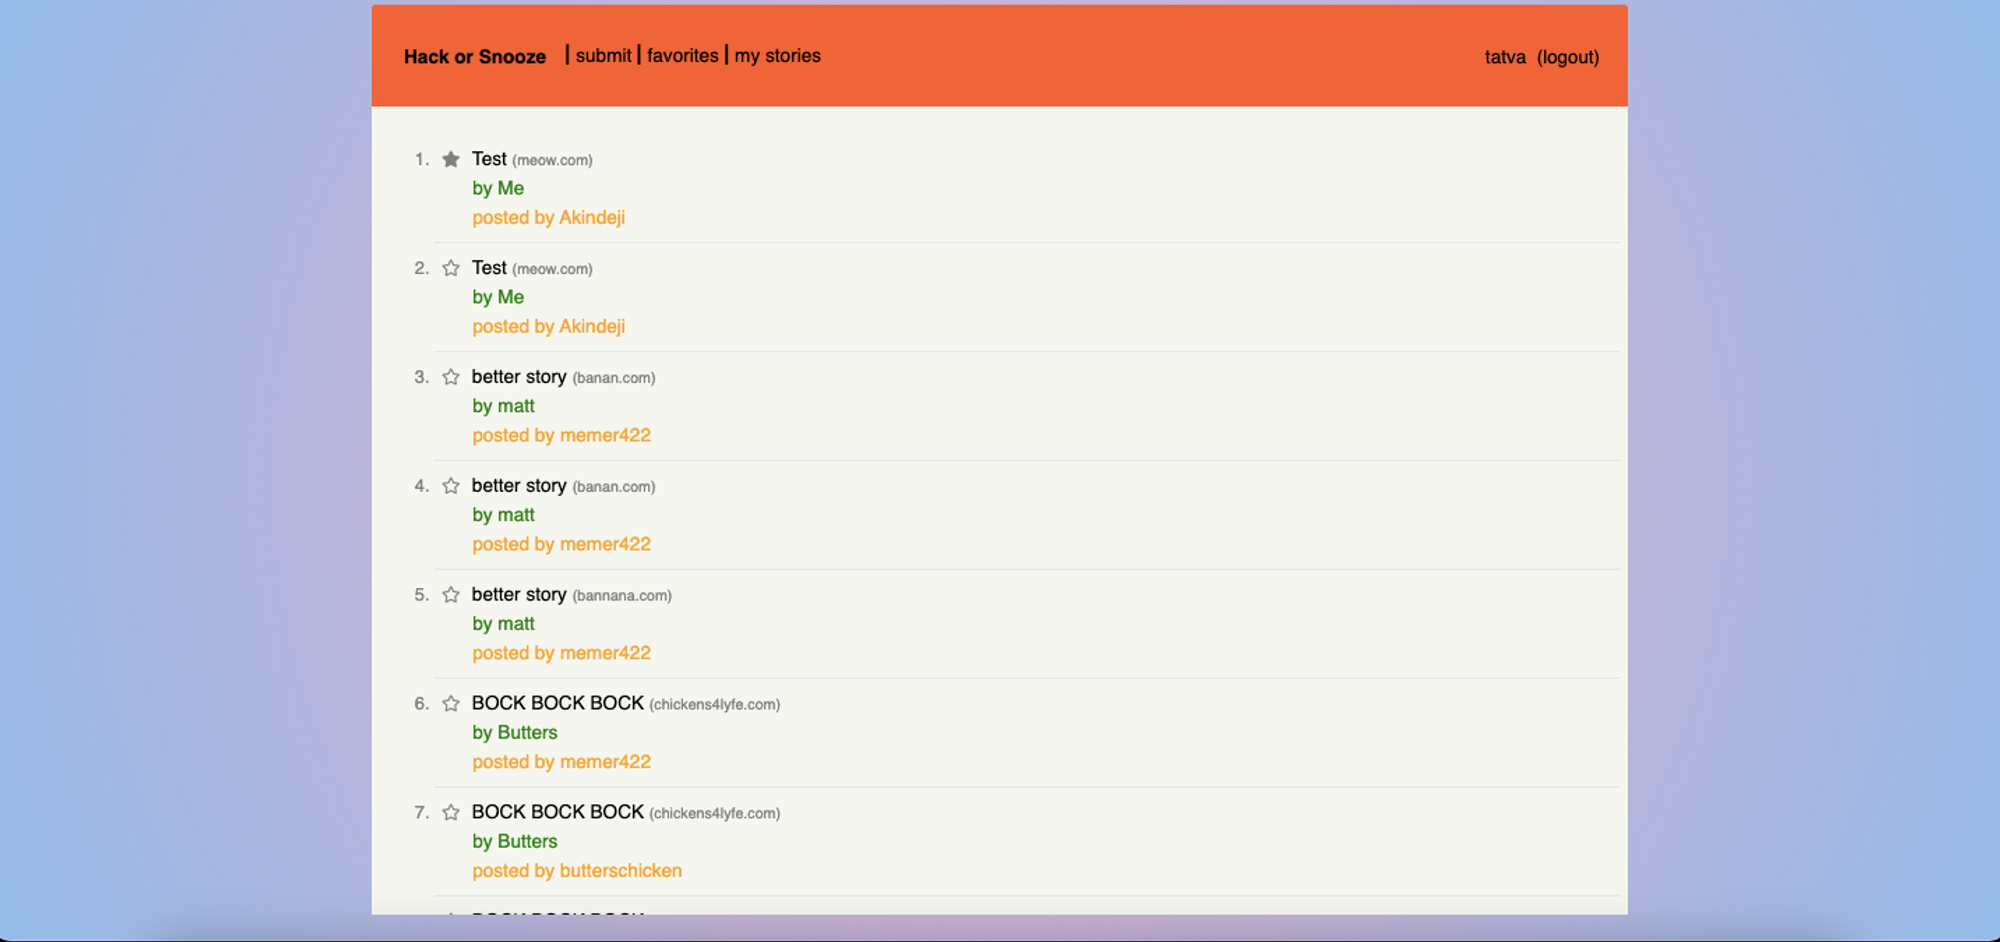 Hack or Snooze | submit | favorites | my stories tatva (logout)
1. Test (meow.com)
by Me
posted by Akindeji
2. Test (meow.com)
by Me
posted by Akindeji
3. better story (banan.com)
by matt
posted by memer422
4. better story (banan.com)
by matt
posted by memer422
5. better story (bannana.com)
by matt
posted by memer422
6. BOCK BOCK BOCK (chickens4lyfe.com)
by Butters
posted by memer422
7. BOCK BOCK BOCK (chickens4lyfe.com)
by Butters
posted by butterschicken